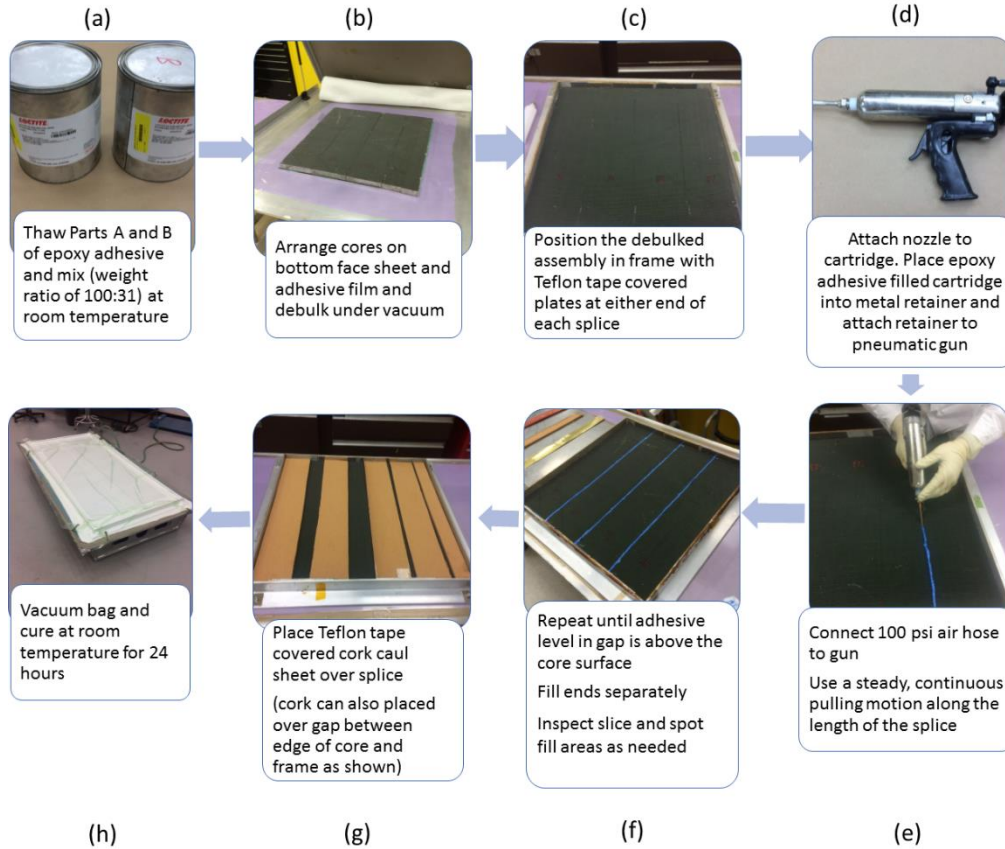 (a)
(b)
(c)
(d)
LOCTITE
LOCTITE
Thaw Parts A and B
of epoxy adhesive
and mix (weight
ratio of 100:31) at
room temperature
Arrange cores on
bottom face sheet and
adhesive film and
debulk under vacuum
Position the debulked
assembly in frame with
Teflon tape covered
plates at either end of
each splice
Attach nozzle to
cartridge. Place epoxy
adhesive filled cartridge
into metal retainer and
attach retainer to
pneumatic gun
Vacuum bag and
cure at room
temperature for 24
hours
Place Teflon tape
covered cork caul
sheet over splice
(cork can also placed
over gap between
edge of core and
frame as shown)
Repeat until adhesive
level in gap is above the
core surface
Fill ends separately
Inspect slice and spot
fill areas as needed
Connect 100 psi air hose
to gun
Use a steady, continuous
pulling motion along the
length of the splice
(h)
(g)
(f)
(e)